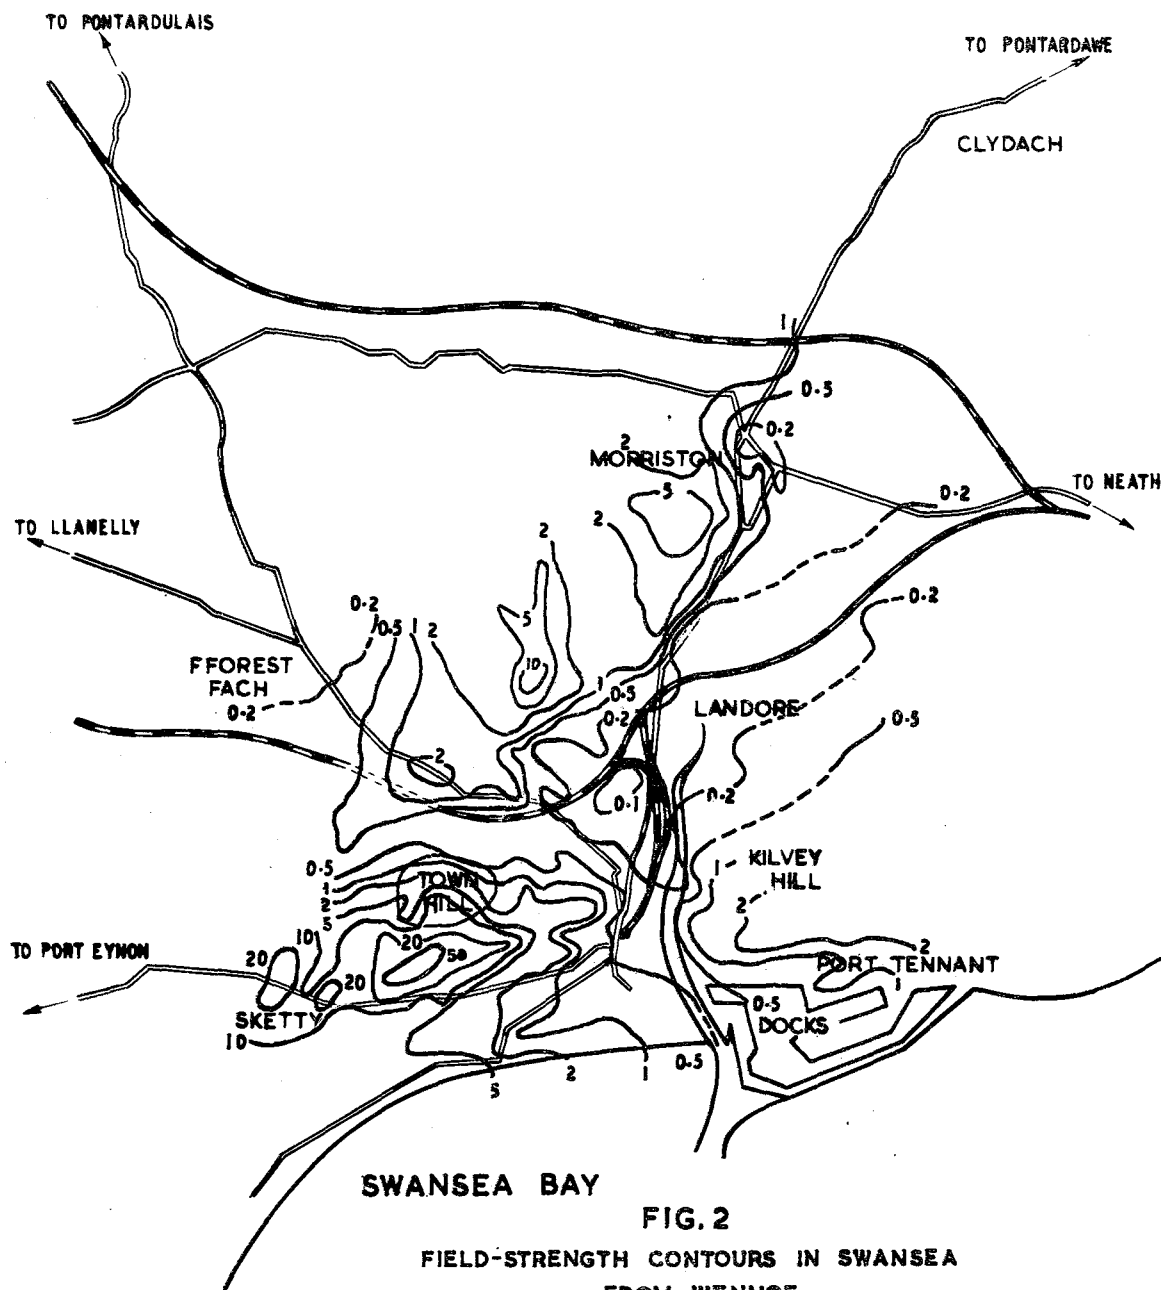 TO PONTARDULAIS
TO PONTARDAWE
CLYDACH
1
0.5
0.2
2
MORRISTON
TO NEATH
0.2
5
TO LLANELLY
2
2
0.2
0.2
5
0.5 1 2
FFOREST
FACH
10
1
0.5
0.2
LANDORE
0.5
0.2
2
0.1
0.2
0.5
1
2
5
TOWN
HILL
1
KILVEY
HILL
2
2
10
20
50
TO PORT EYNON
20
20
PORT TENNANT
1
SKETTY
10
0.5
DOCKS
5
2
1
0.5
SWANSEA BAY
FIG. 2
FIELD-STRENGTH CONTOURS IN SWANSEA